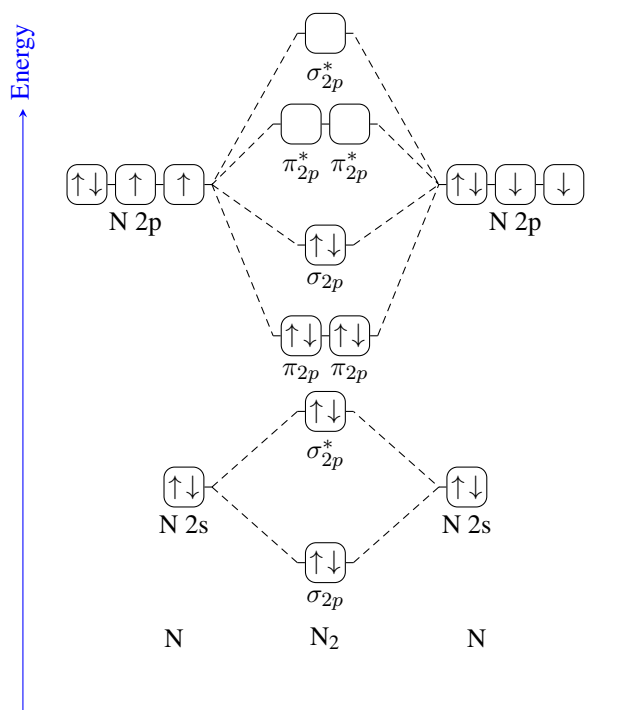 Energy
σ*2p
π*2p π*2p
↑↓ ↑ ↑
↑↓ ↓ ↓
N 2p
N 2p
↑↓
σ2p
↑↓ ↑↓
π2p π2p
↑↓
σ*2p
↑↓
↑↓
N 2s
N 2s
↑↓
σ2p
N
N2
N